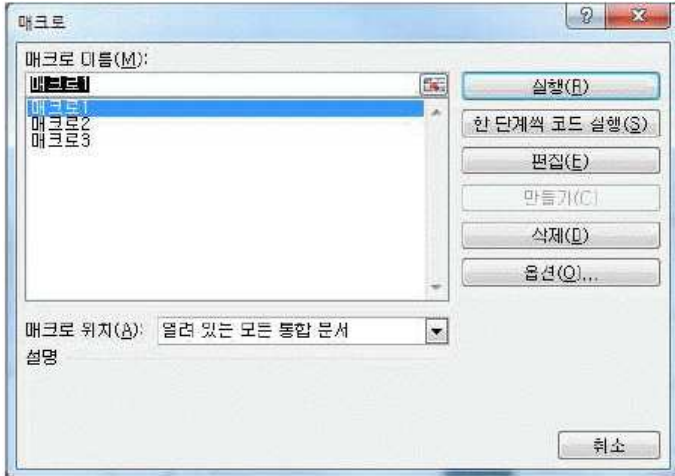 매크로
매크로 이름(M):
매크로1
매크로1
매크로2
매크로3
실행(R)
한 단계씩 코드 실행(S)
편집(E)
만들기(C)
삭제(D)
옵션(O)...
매크로 위치(A): 열려 있는 모든 통합 문서
설명
취소